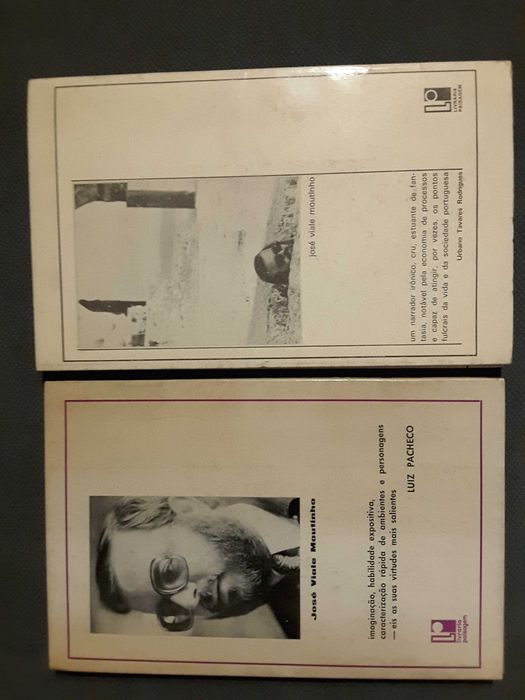 José viale moutinho
um narrador irónico, cru, estuante de fan-
tasia, notável pela economia de processos
e capaz de atingir, por vezes, os pontos
fulcrais da vida e da sociedade portuguesa
Urbano Tavares Rodrigues
LIVRARIA
PAISAGEM
José Viale Moutinho
imaginação, habilidade expositiva,
caracterização rápida de ambientes e personagens
— eis as suas virtudes mais salientes
LUIZ PACHECO
livraria
paisagem